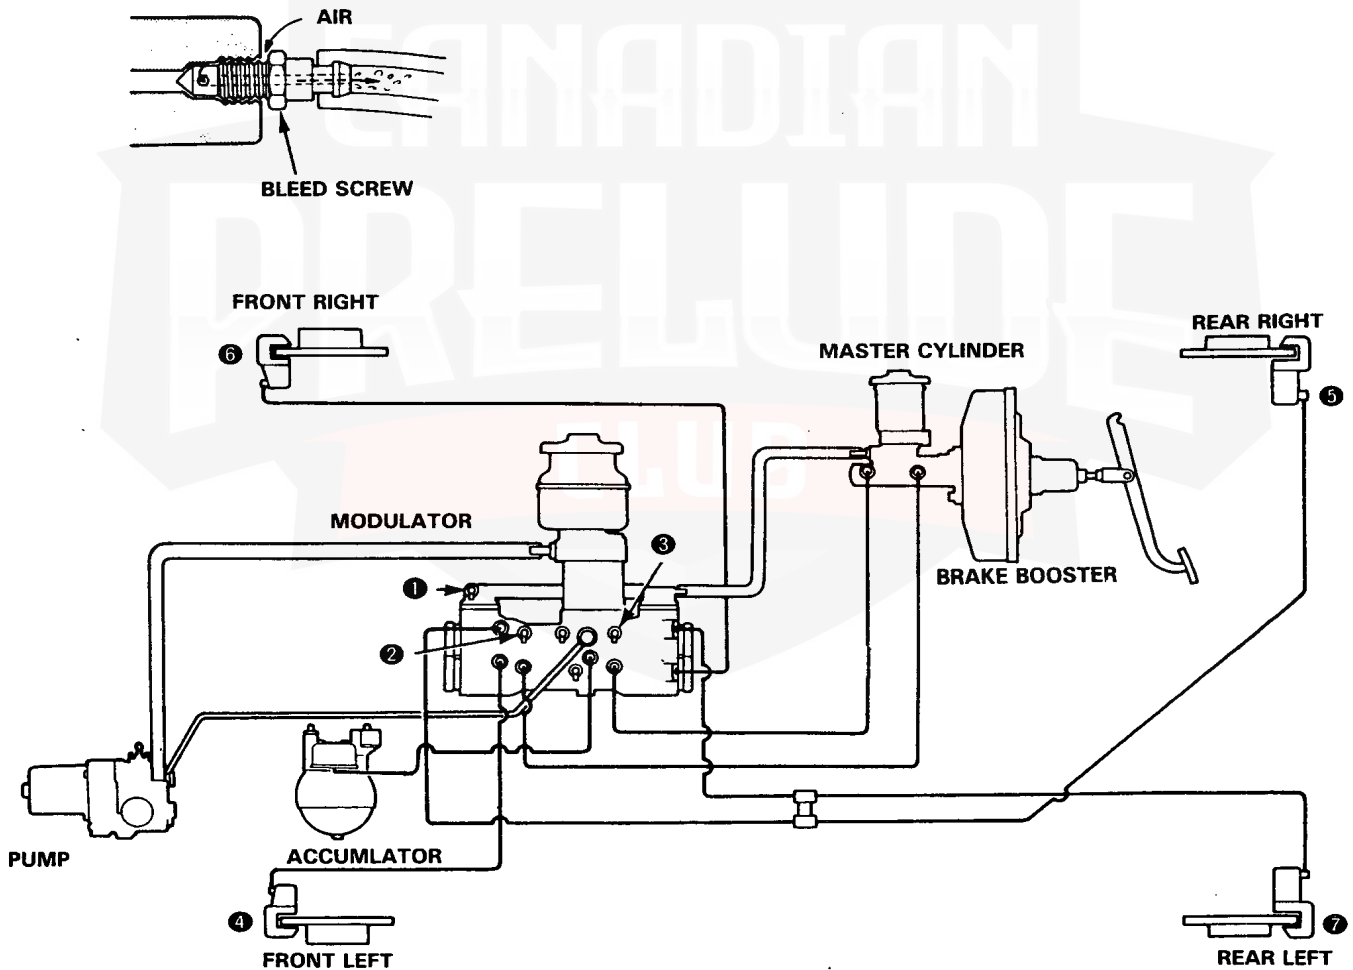 AIR
CANADIAN
BLEED SCREW
PRELUDE
FRONT RIGHT
6
MASTER CYLINDER
REAR RIGHT
5
CLUB
MODULATOR
3
1
BRAKE BOOSTER
2
PUMP
ACCUMLATOR
4
FRONT LEFT
7
REAR LEFT